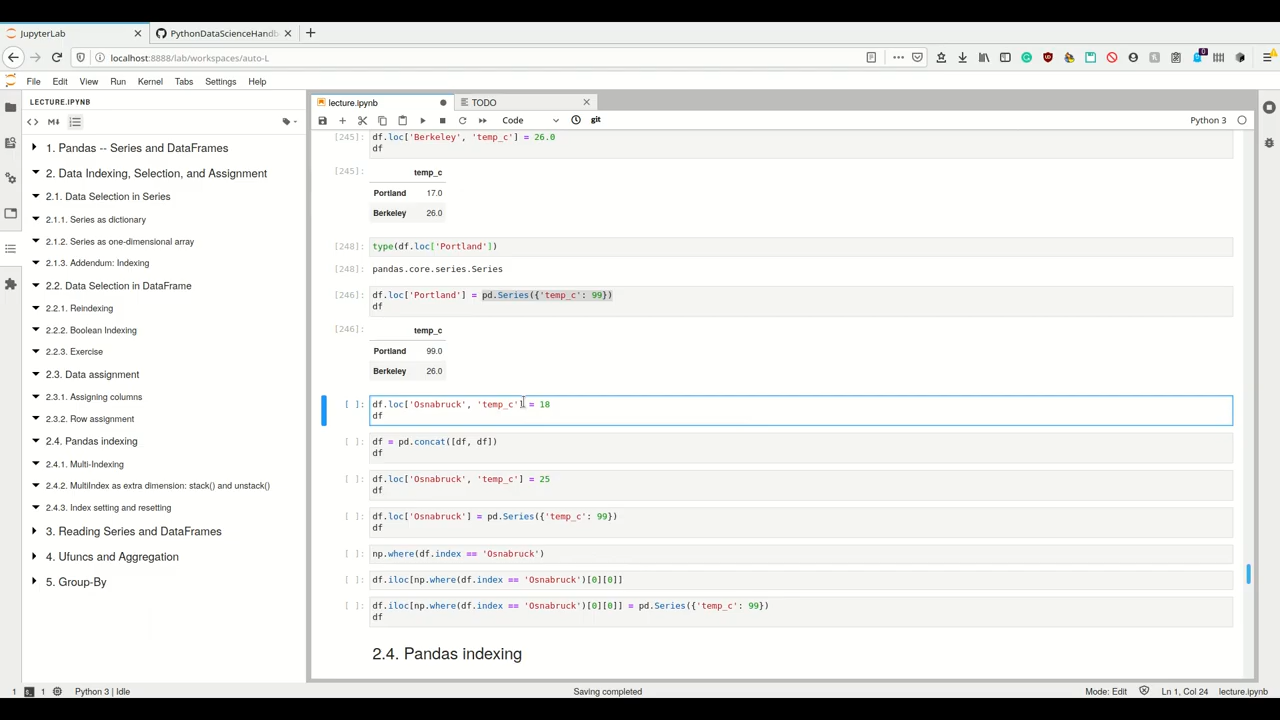 JupyterLab
PythonDataScienceHandb
localhost:8888/lab/workspaces/auto-L
File Edit View Run Kernel Tabs Settings Help
LECTURE.IPYNB
1. Pandas -- Series and DataFrames
2. Data Indexing, Selection, and Assignment
2.1. Data Selection in Series
2.1.1. Series as dictionary
2.1.2. Series as one-dimensional array
2.1.3. Addendum: Indexing
2.2. Data Selection in DataFrame
2.2.1. Reindexing
2.2.2. Boolean Indexing
2.2.3. Exercise
2.3. Data assignment
2.3.1. Assigning columns
2.3.2. Row assignment
2.4. Pandas indexing
2.4.1. Multi-Indexing
2.4.2. MultiIndex as extra dimension: stack() and unstack()
2.4.3. Index setting and resetting
3. Reading Series and DataFrames
4. Ufuncs and Aggregation
5. Group-By
lecture.ipynb
TODO
Code
git
Python 3
[245]: df.loc['Berkeley', 'temp_c'] = 26.0
df
[245]: temp_c
Portland 17.0
Berkeley 26.0
[248]: type(df.loc['Portland'])
[248]: pandas.core.series.Series
[246]: df.loc['Portland'] = pd.Series({'temp_c': 99})
df
[246]: temp_c
Portland 99.0
Berkeley 26.0
[ ]: df.loc['Osnabruck', 'temp_c'] = 18
df
[ ]: df = pd.concat([df, df])
df
[ ]: df.loc['Osnabruck', 'temp_c'] = 25
df
[ ]: df.loc['Osnabruck'] = pd.Series({'temp_c': 99})
df
[ ]: np.where(df.index == 'Osnabruck')
[ ]: df.iloc[np.where(df.index == 'Osnabruck')[0][0]]
[ ]: df.iloc[np.where(df.index == 'Osnabruck')[0][0]] = pd.Series({'temp_c': 99})
df
2.4. Pandas indexing
1 1 Python 3 | Idle
Saving completed
Mode: Edit
Ln 1, Col 24
lecture.ipynb